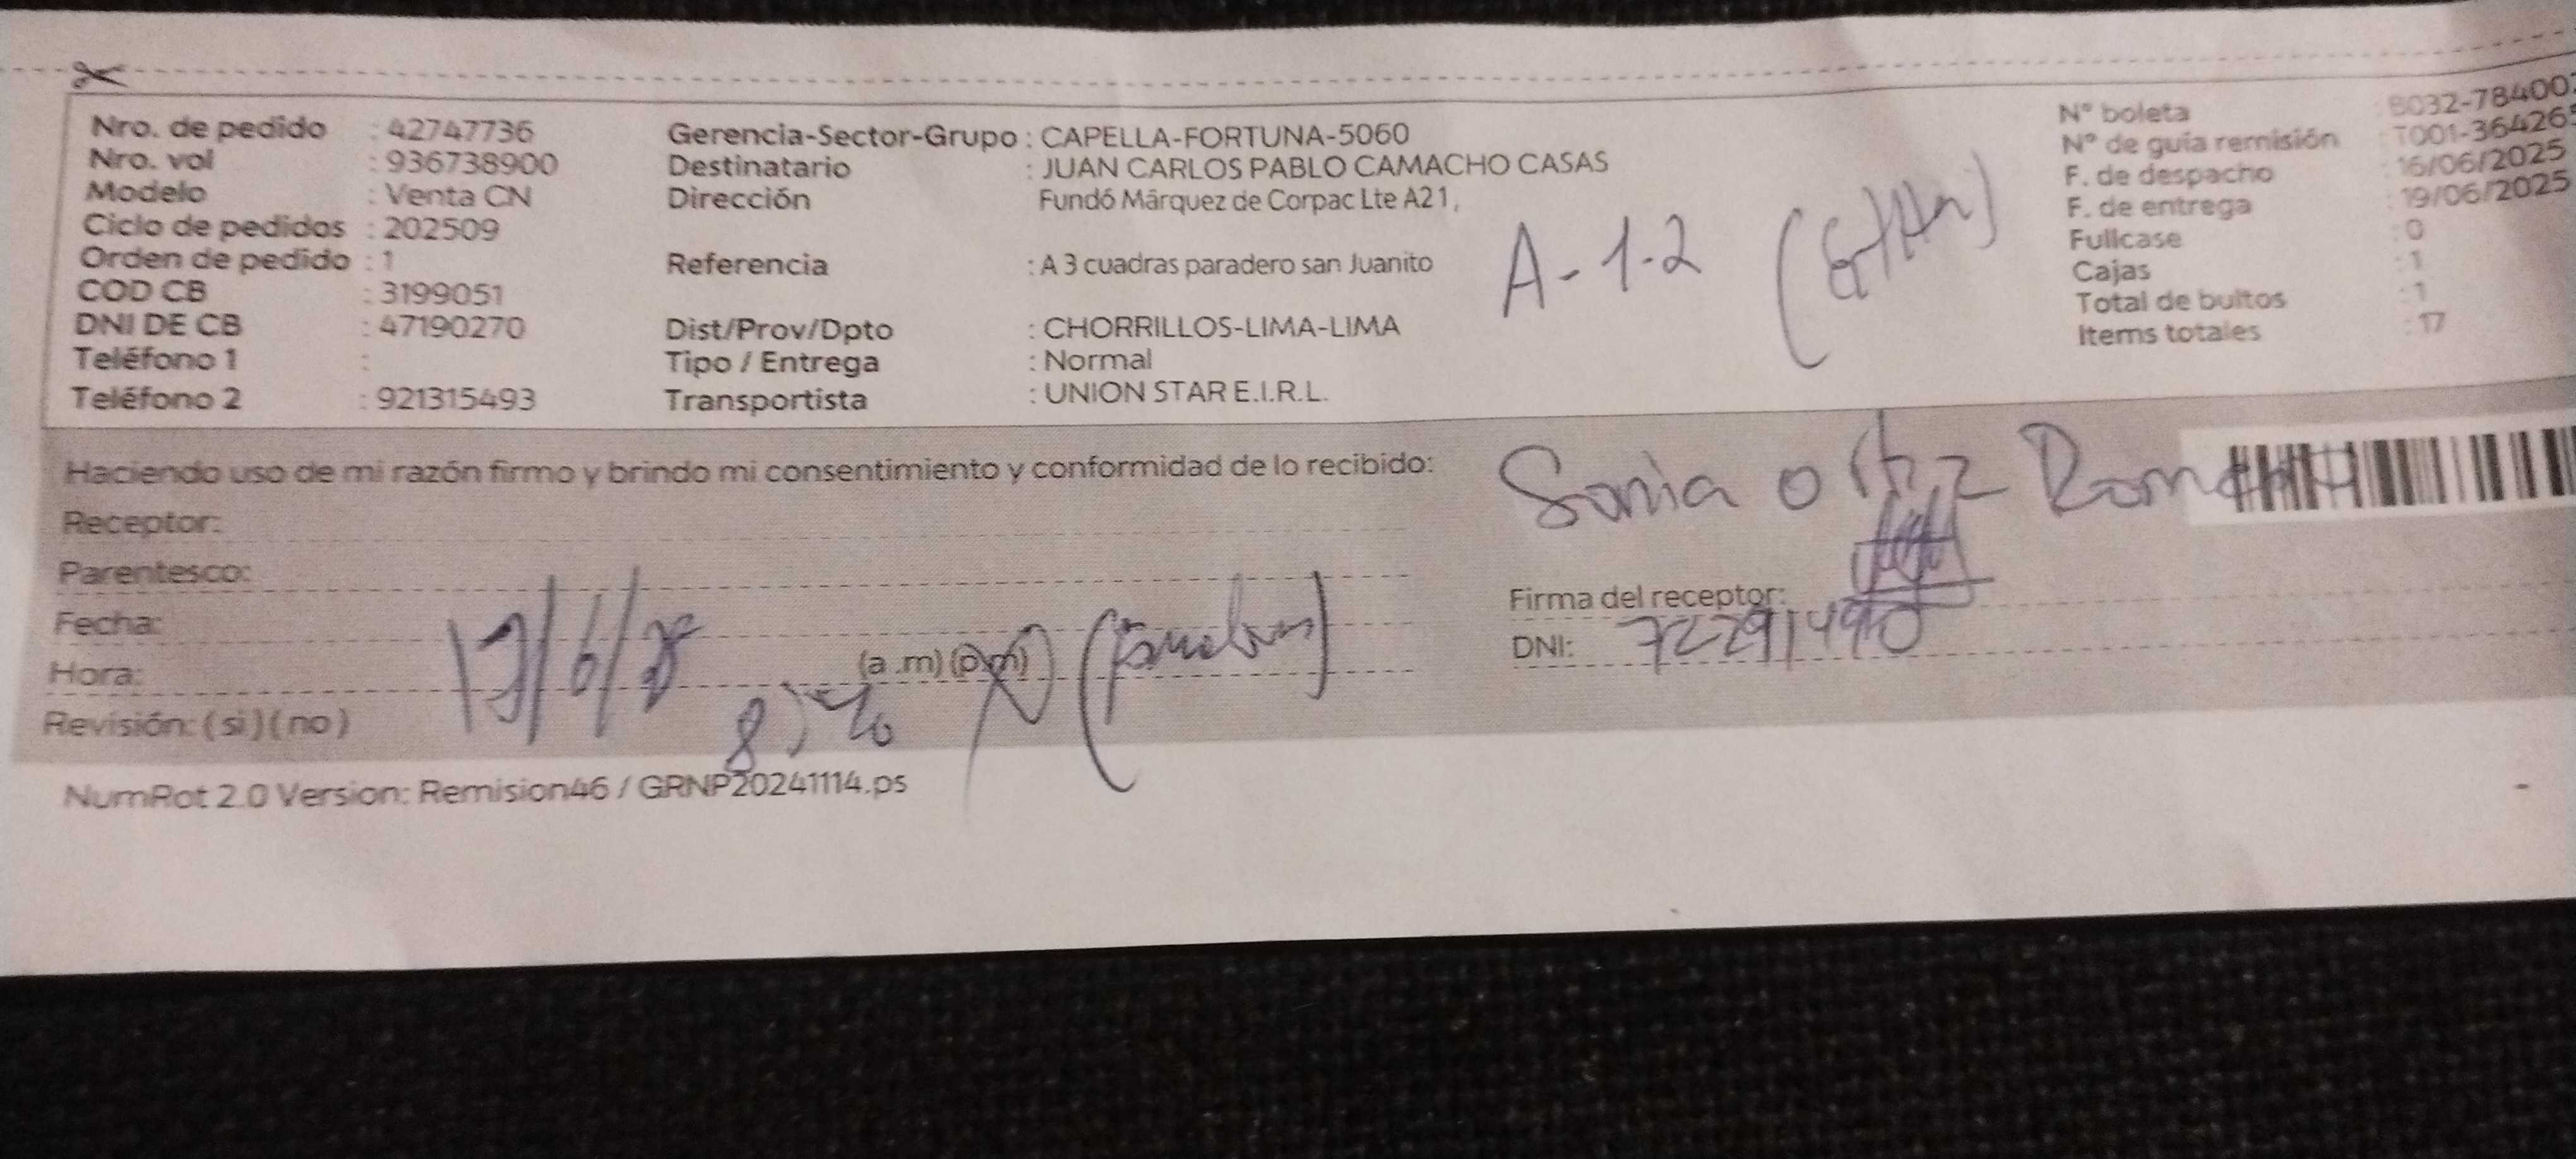 Nro. de pedido : 42747736
Nro. vol : 936738900
Modelo : Venta CN
Ciclo de pedidos : 202509
Orden de pedido : 1
COD CB : 3199051
DNI DE CB : 47190270
Teléfono 1 :
Teléfono 2 : 921315493
Gerencia-Sector-Grupo : CAPELLA-FORTUNA-5060
Destinatario : JUAN CARLOS PABLO CAMACHO CASAS
Dirección Fundó Márquez de Corpac Lte A21,
Referencia : A 3 cuadras paradero san Juanito
Dist/Prov/Dpto : CHORRILLOS-LIMA-LIMA
Tipo / Entrega : Normal
Transportista : UNION STAR E.I.R.L.
A-1-2
N° boleta : B032-78400
N° de guía remisión : T001-36426
F. de despacho : 16/06/2025
F. de entrega : 19/06/2025
Fullcase : 0
Cajas : 1
Total de bultos : 1
Items totales : 17
Haciendo uso de mi razón firmo y brindo mi consentimiento y conformidad de lo recibido:
Sonia Ortiz
Receptor:
Parentesco:
Fecha:
Hora: (a .m) (p.m)
Revisión: ( si ) ( no )
Firma del receptor:
DNI: 72291490
NumRot 2.0 Version: Remision46 / GRNP20241114.ps